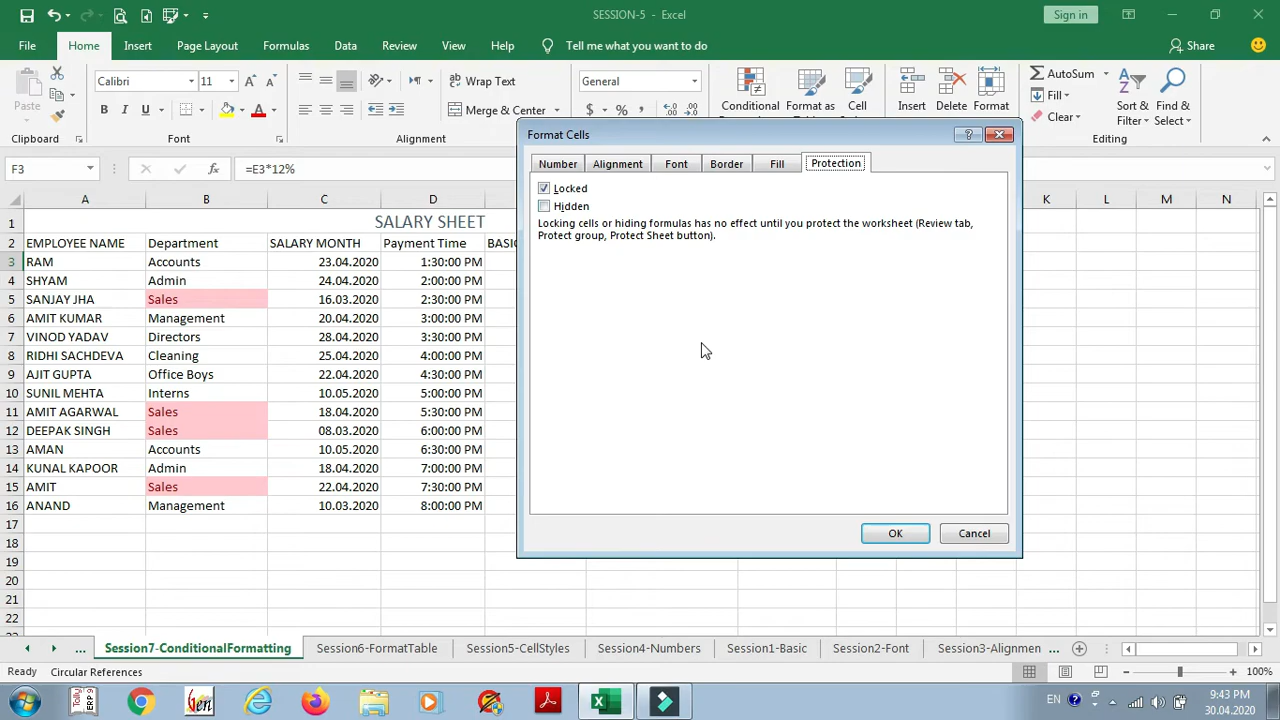 SESSION-5 - Excel
Sign in
File Home Insert Page Layout Formulas Data Review View Help Tell me what you want to do Share
Paste
Calibri 11
Wrap Text
General
Merge & Center
Conditional Format as Cell
Insert Delete Format
AutoSum
Fill
Clear
Sort & Filter
Find & Select
Clipboard Font Alignment Editing
F3 =E3*12%
Format Cells
Number Alignment Font Border Fill Protection
Locked
Hidden
Locking cells or hiding formulas has no effect until you protect the worksheet (Review tab,
Protect group, Protect Sheet button).
OK Cancel
A B C D K L M N
1 SALARY SHEET
2 EMPLOYEE NAME Department SALARY MONTH Payment Time BASIC
3 RAM Accounts 23.04.2020 1:30:00 PM
4 SHYAM Admin 24.04.2020 2:00:00 PM
5 SANJAY JHA Sales 16.03.2020 2:30:00 PM
6 AMIT KUMAR Management 20.04.2020 3:00:00 PM
7 VINOD YADAV Directors 28.04.2020 3:30:00 PM
8 RIDHI SACHDEVA Cleaning 25.04.2020 4:00:00 PM
9 AJIT GUPTA Office Boys 22.04.2020 4:30:00 PM
10 SUNIL MEHTA Interns 10.05.2020 5:00:00 PM
11 AMIT AGARWAL Sales 18.04.2020 5:30:00 PM
12 DEEPAK SINGH Sales 08.03.2020 6:00:00 PM
13 AMAN Accounts 10.05.2020 6:30:00 PM
14 KUNAL KAPOOR Admin 18.04.2020 7:00:00 PM
15 AMIT Sales 22.04.2020 7:30:00 PM
16 ANAND Management 10.03.2020 8:00:00 PM
17
18
19
20
21
22
... Session7-ConditionalFormatting Session6-FormatTable Session5-CellStyles Session4-Numbers Session1-Basic Session2-Font Session3-Alignmen ...
Ready Circular References 100%
EN 9:43 PM
30.04.2020